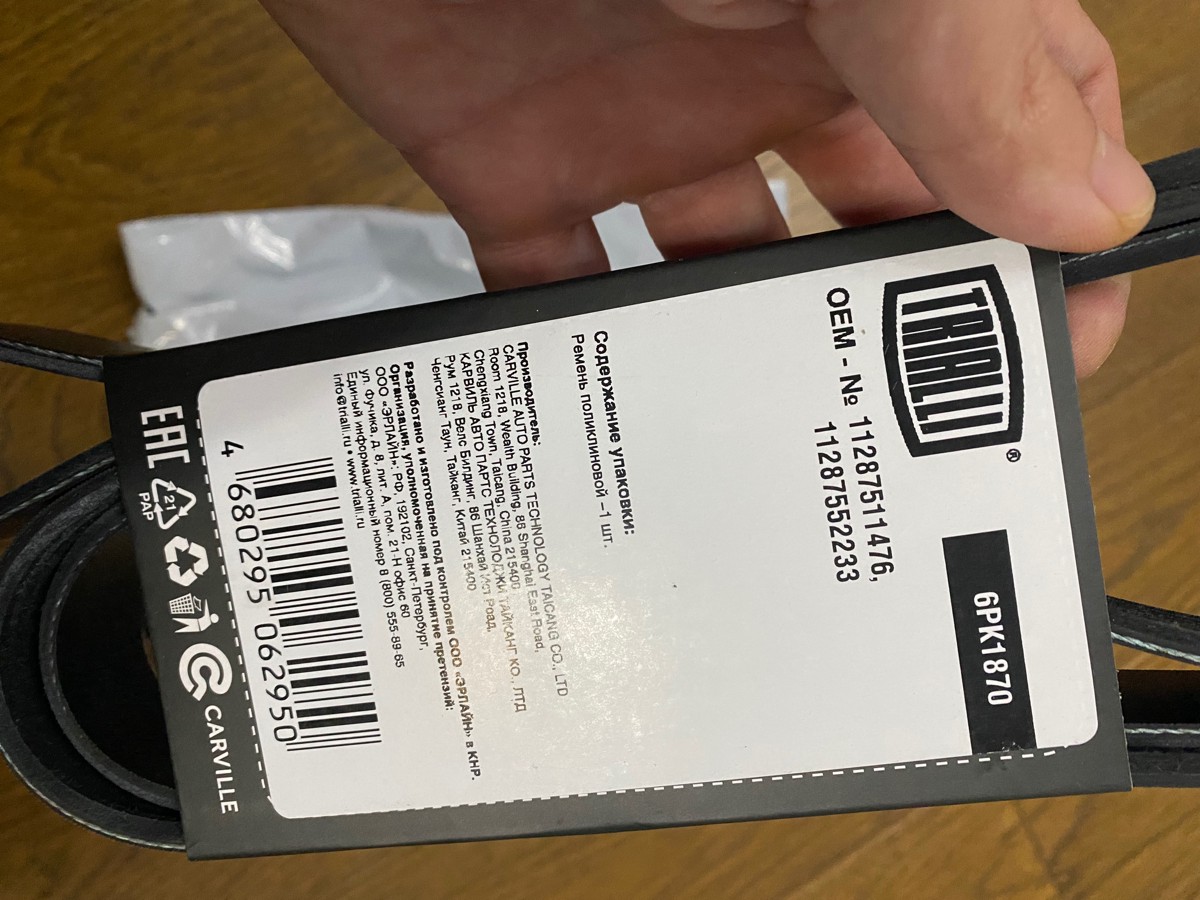 TRIALLI®
OEM - № 11287511476,
11287552233
6PK1870
Содержание упаковки:
Ремень поликлиновой –1 шт.
Производитель:
CARVILLE AUTO PARTS TECHNOLOGY TAICANG CO., LTD
Room 1218, Wealth Building, 86 Shanghai East Road,
Chengxiang Town, Taicang, China 215400
КАРВИЛЬ АВТО ПАРТС ТЕХНОЛОДЖИ ТАЙКАНГ КО., ЛТД
Рум 1218, Велс Билдинг, 86 Шанхай Ист Роад,
Ченгсианг Таун, Тайканг, Китай 215400
Разработано и изготовлено под контролем ООО «ЭРЛАЙН» в КНР.
Организация, уполномоченная на принятие претензий:
ООО «ЭРЛАЙН»; РФ, 192102, Санкт-Петербург,
ул. Фучика, д. 8, лит. А, пом. 21-Н офис 60
Единый информационный номер 8 (800) 555-89-65
info@trialli.ru • www.trialli.ru
4 680295 062950
EAC
21
PAP
CARVILLE